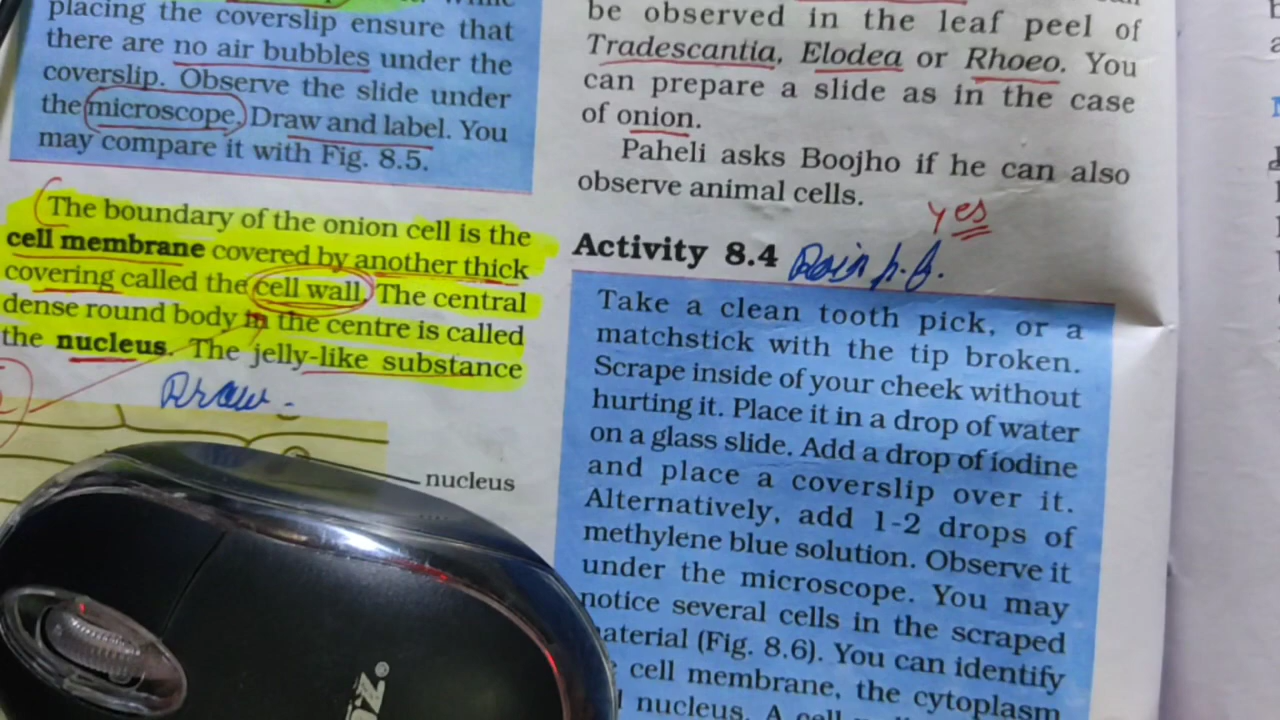 placing the coverslip ensure that
there are no air bubbles under the
coverslip. Observe the slide under
the microscope. Draw and label. You
may compare it with Fig. 8.5.
The boundary of the onion cell is the
cell membrane covered by another thick
covering called the cell wall. The central
dense round body in the centre is called
the nucleus. The jelly-like substance
Draw -
nucleus
be observed in the leaf peel of
Tradescantia, Elodea or Rhoeo. You
can prepare a slide as in the case
of onion.
Paheli asks Boojho if he can also
observe animal cells.
yes
Activity 8.4
Take a clean tooth pick, or a
matchstick with the tip broken.
Scrape inside of your cheek without
hurting it. Place it in a drop of water
on a glass slide. Add a drop of iodine
and place a coverslip over it.
Alternatively, add 1-2 drops of
methylene blue solution. Observe it
under the microscope. You may
notice several cells in the scraped
aterial (Fig. 8.6). You can identify
cell membrane, the cytoplasm
nucleus. A cell